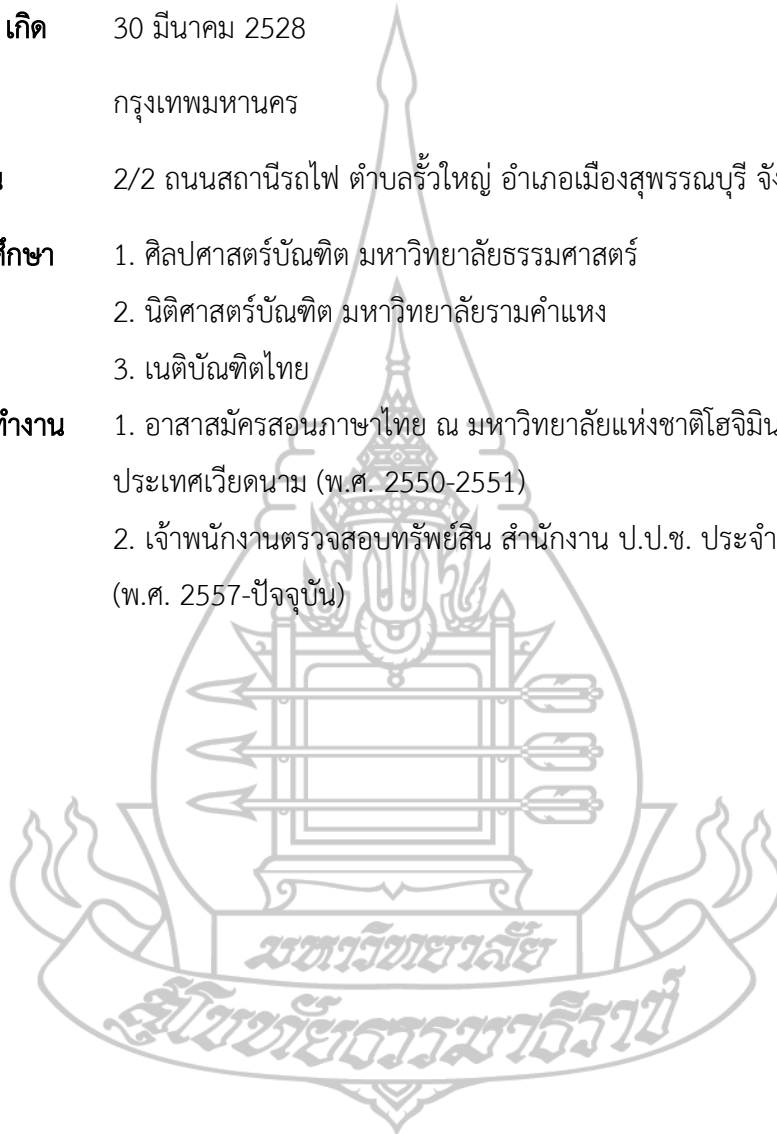 เกิด 30 มีนาคม 2528
กรุงเทพมหานคร
2/2 ถนนสถานีรถไฟ ตำบลรั้วใหญ่ อำเภอเมืองสุพรรณบุรี
1. ศิลปศาสตร์บัณฑิต มหาวิทยาลัยธรรมศาสตร์
2. นิติศาสตร์บัณฑิต มหาวิทยาลัยรามคำแหง
3. เนติบัณฑิตไทย
ทำงาน 1. อาสาสมัครสอนภาษาไทย ณ มหาวิทยาลัยแห่งชาติโฮจิมิน
ประเทศเวียดนาม (พ.ศ. 2550-2551)
2. เจ้าพนักงานตรวจสอบทรัพย์สิน สำนักงาน ป.ป.ช. ประจำ
(พ.ศ. 2557-ปัจจุบัน)
มหาวิทยาลัย
สุโขทัยธรรมาธิราช